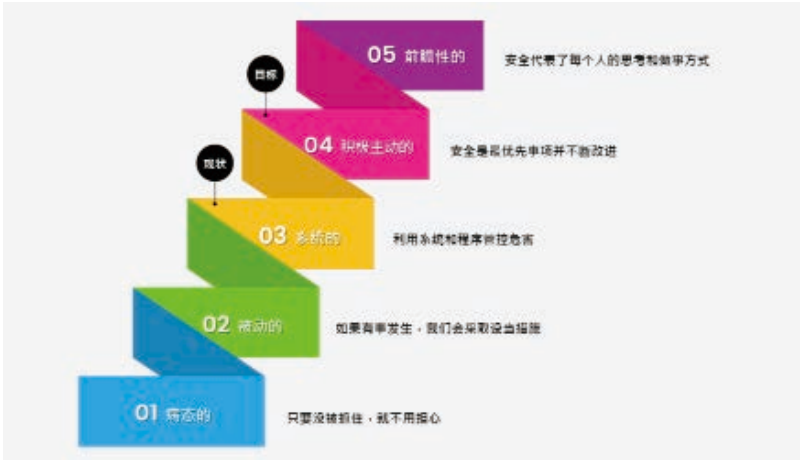 05 前瞻性的
安全代表了每个人的思考和做事方式
目标
04 积极主动的
安全是最优先事项并不断改进
现状
03 系统的
利用系统和程序管控危害
02 被动的
如果有事发生，我们会采取设当措施
01 病态的
只要没被抓住，就不用担心